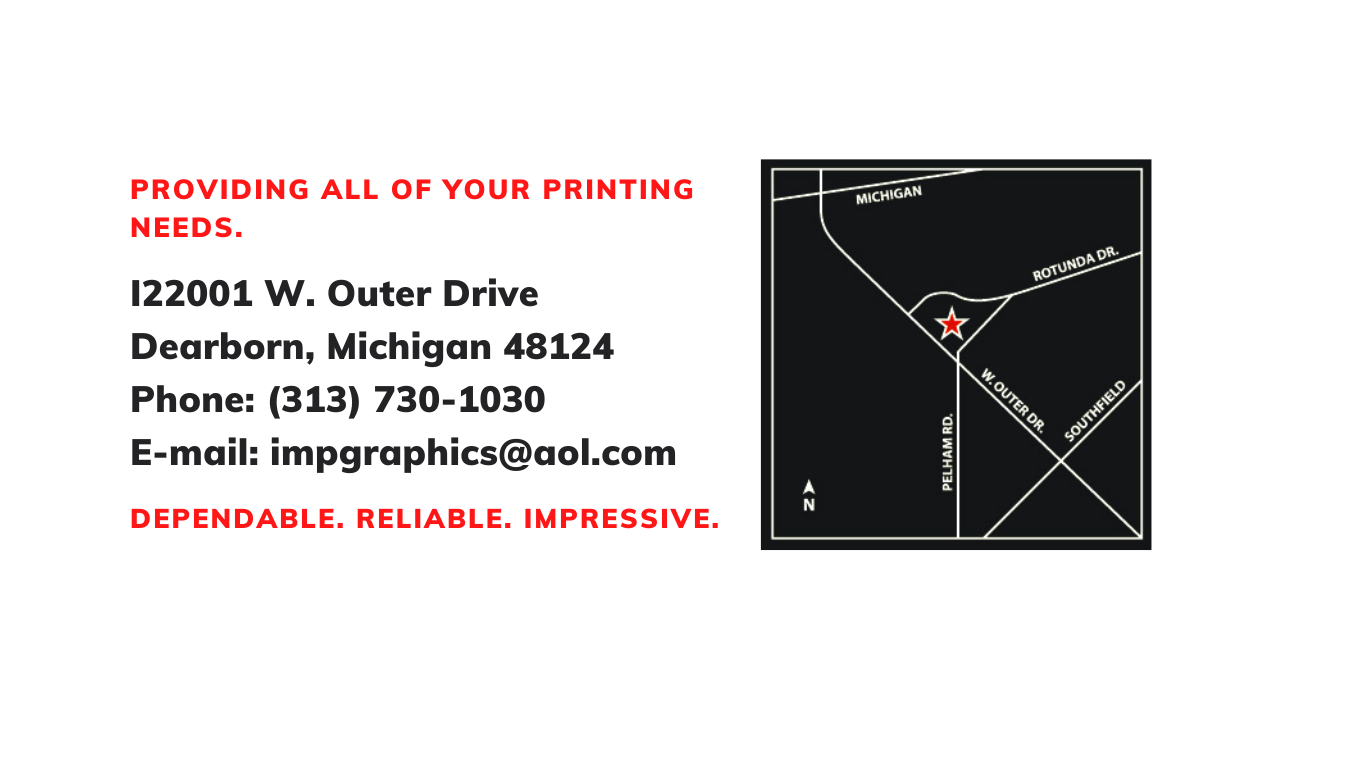 PROVIDING ALL OF YOUR PRINTING
NEEDS.
I22001 W. Outer Drive
Dearborn, Michigan 48124
Phone: (313) 730-1030
E-mail: impgraphics@aol.com
DEPENDABLE. RELIABLE. IMPRESSIVE.
MICHIGAN
ROTUNDA DR.
W. OUTER DR.
SOUTHFIELD
PELHAM RD.
N